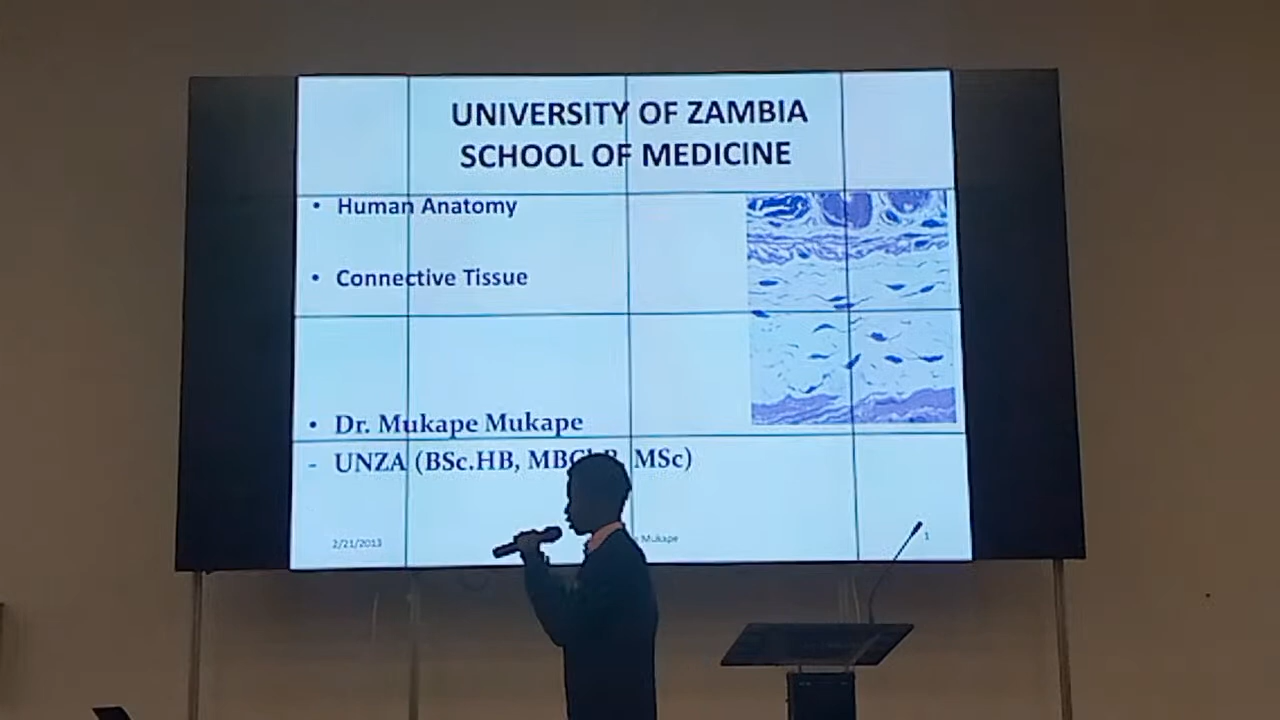 UNIVERSITY OF ZAMBIA
SCHOOL OF MEDICINE
• Human Anatomy
• Connective Tissue
• Dr. Mukape Mukape
- UNZA (BSc.HB, MSc)
2/21/2013
Mukape
1